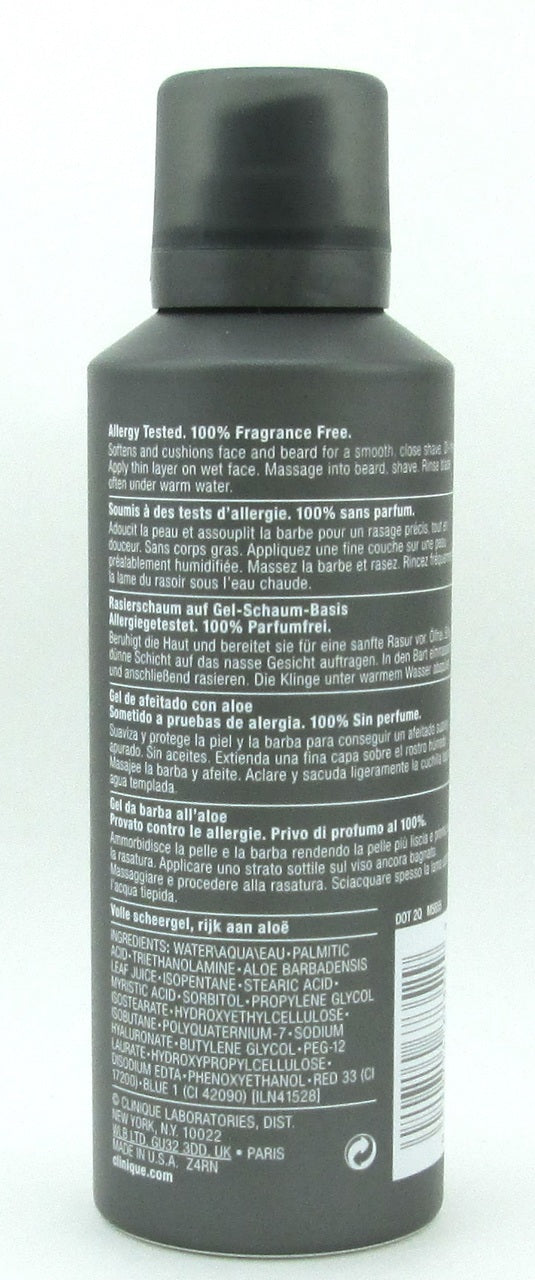 Allergy Tested. 100% Fragrance Free.
Softens and cushions face and beard for a smooth, close shave.
Apply thin layer on wet face. Massage into beard, shave. Rinse blade
often under warm water.
Soumis à des tests d'allergie. 100% sans parfum.
Adoucit la peau et assouplit la barbe pour un rasage précis, tout en
douceur. Sans corps gras. Appliquez une fine couche sur une peau
préalablement humidifiée. Massez la barbe et rasez. Rincez
la lame du rasoir sous l'eau chaude.
Rasierschaum auf Gel-Schaum-Basis
Allergiegetestet. 100% Parfumfrei.
Beruhigt die Haut und bereitet sie für eine sanfte Rasur vor. Ölfrei.
dünne Schicht auf das nasse Gesicht auftragen. In den Bart
und anschließend rasieren. Die Klinge unter warmem Wasser
Gel de afeitado con aloe
Sometido a pruebas de alergia. 100% Sin perfume.
Suaviza y protege la piel y la barba para conseguir un afeitado
apurado. Sin aceites. Extienda una fina capa sobre el rostro húmedo
Masajee la barba y afeite. Aclare y sacuda ligeramente la cuchilla
agua templada.
Gel da barba all'aloe
Provato contro le allergie. Privo di profumo al 100%.
Ammorbidisce la pelle e la barba rendendo la pelle più liscia e
la rasatura. Applicare uno strato sottile sul viso ancora bagnato.
Massaggiare e procedere alla rasatura. Sciacquare spesso la lama
l'acqua tiepida.
Volle scheergel, rijk aan aloë
INGREDIENTS: WATER\AQUA\EAU • PALMITIC
ACID • TRIETHANOLAMINE • ALOE BARBADENSIS
LEAF JUICE • ISOPENTANE • STEARIC ACID •
MYRISTIC ACID • SORBITOL • PROPYLENE GLYCOL
ISOSTEARATE • HYDROXYETHYLCELLULOSE •
ISOBUTANE • POLYQUATERNIUM-7 • SODIUM
HYALURONATE • BUTYLENE GLYCOL • PEG-12
LAURATE • HYDROXYPROPYLCELLULOSE •
DISODIUM EDTA • PHENOXYETHANOL • RED 33 (CI
17200) • BLUE 1 (CI 42090) [ILN41528]
© CLINIQUE LABORATORIES, DIST.
NEW YORK, N.Y. 10022
WLB LTD. GU32 3DD. UK • PARIS
MADE IN U.S.A. Z4RN
clinique.com
DOT 2Q